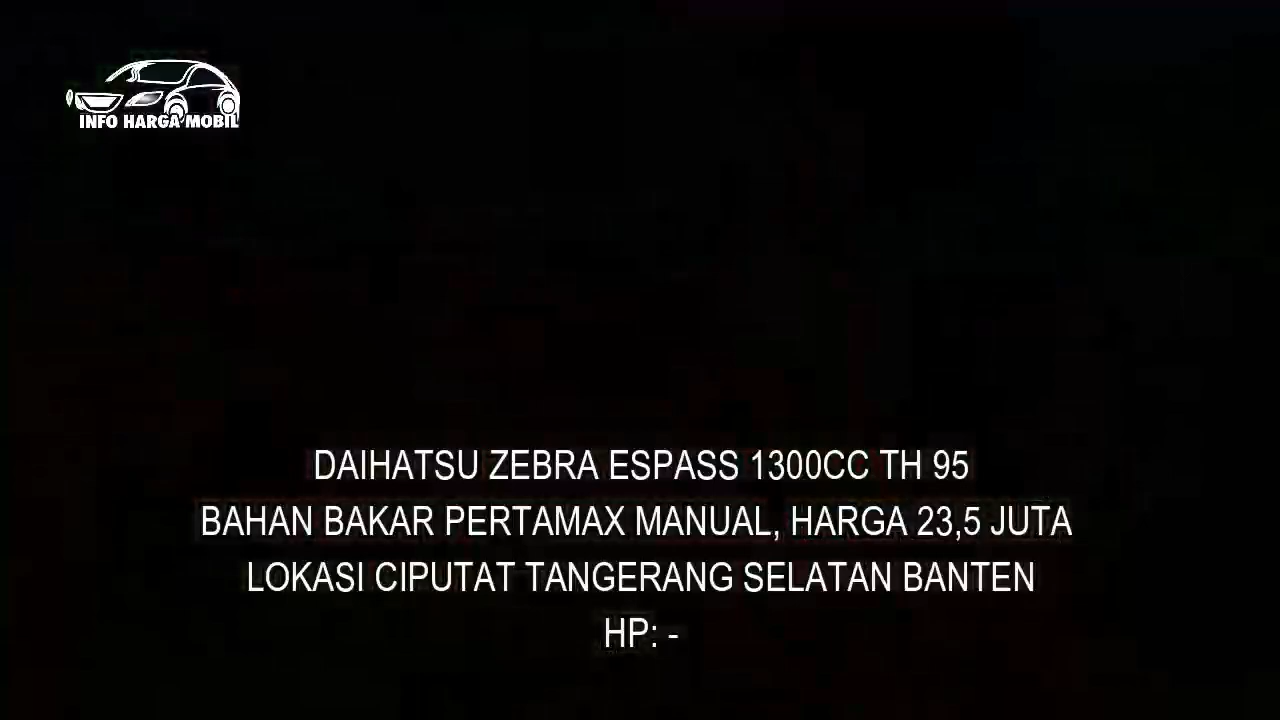 INFO HARGA MOBIL
DAIHATSU ZEBRA ESPASS 1300CC TH 95
BAHAN BAKAR PERTAMAX MANUAL, HARGA 23,5 JUTA
LOKASI CIPUTAT TANGERANG SELATAN BANTEN
HP: -